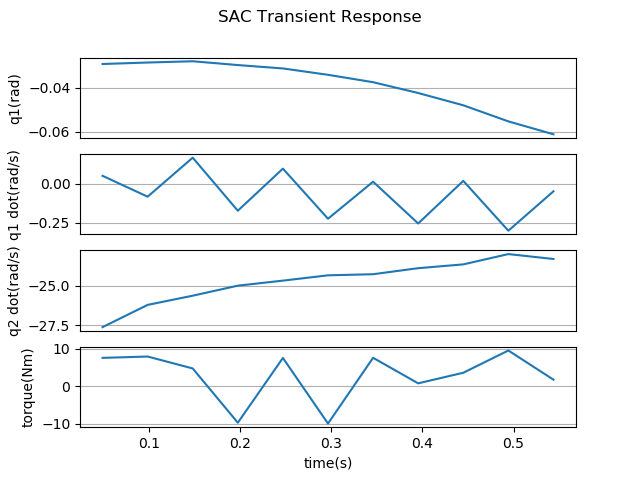 SAC Transient Response
q1(rad)
−0.04
−0.06
q1 dot(rad/s)
0.00
−0.25
q2 dot(rad/s)
−25.0
−27.5
torque(Nm)
10
0
−10
0.1 0.2 0.3 0.4 0.5
time(s)